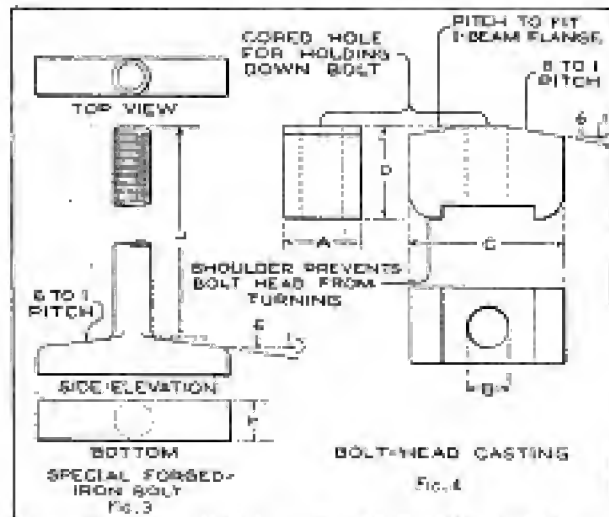 TOP VIEW
L
6 TO 1
PITCH
6
SIDE-ELEVATION
BOTTOM
SPECIAL FORGED-
IRON BOLT
Fig. 3
CORED HOLE
FOR HOLDING
DOWN BOLT
PITCH TO FIT
I-BEAM FLANGE
6 TO 1
PITCH
6
D
A
C
SHOULDER PREVENTS
BOLT HEAD FROM
TURNING
B
BOLT-HEAD CASTING
Fig. 4